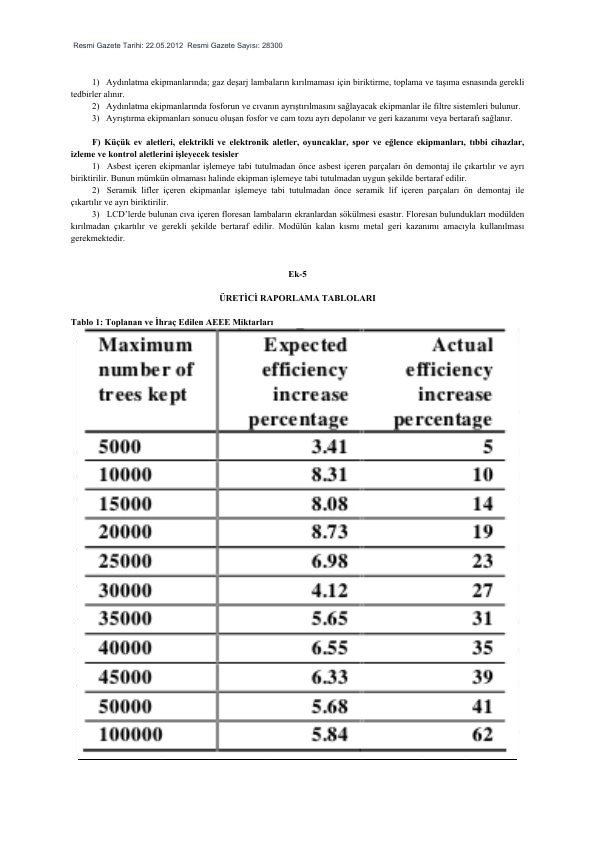 Resmi Gazete Tarihi: 22.05.2012 Resmi Gazete Sayısı: 28300
1) Aydınlatma ekipmanlarında; gaz deşarj lambaların kırılmaması için biriktirme, toplama ve taşıma esnasında gerekli
tedbirler alınır.
2) Aydınlatma ekipmanlarında fosforun ve cıvanın ayrıştırılmasını sağlayacak ekipmanlar ile filtre sistemleri bulunur.
3) Ayrıştırma ekipmanları sonucu oluşan fosfor ve cam tozu ayrı depolanır ve geri kazanımı veya bertarafı sağlanır.
F) Küçük ev aletleri, elektrikli ve elektronik aletler, oyuncaklar, spor ve eğlence ekipmanları, tıbbi cihazlar,
izleme ve kontrol aletlerini işleyecek tesisler
1) Asbest içeren ekipmanlar işlemeye tabi tutulmadan önce asbest içeren parçaları ön demontaj ile çıkartılır ve ayrı
biriktirilir. Bunun mümkün olmaması halinde ekipman işlemeye tabi tutulmadan uygun şekilde bertaraf edilir.
2) Seramik lifler içeren ekipmanlar işlemeye tabi tutulmadan önce seramik lif içeren parçaları ön demontaj ile
çıkartılır ve ayrı biriktirilir.
3) LCD'lerde bulunan cıva içeren floresan lambaların ekranlardan sökülmesi esastır. Floresan bulundukları modülden
kırılmadan çıkartılır ve gerekli şekilde bertaraf edilir. Modülün kalan kısmı metal geri kazanımı amacıyla kullanılması
gerekmektedir.
Ek-5
ÜRETİCİ RAPORLAMA TABLOLARI
Tablo 1: Toplanan ve İhraç Edilen AEEE Miktarları
Maximum Expected Actual
number of efficiency efficiency
trees kept increase increase
percentage percentage
5000 3.41 5
10000 8.31 10
15000 8.08 14
20000 8.73 19
25000 6.98 23
30000 4.12 27
35000 5.65 31
40000 6.55 35
45000 6.33 39
50000 5.68 41
100000 5.84 62